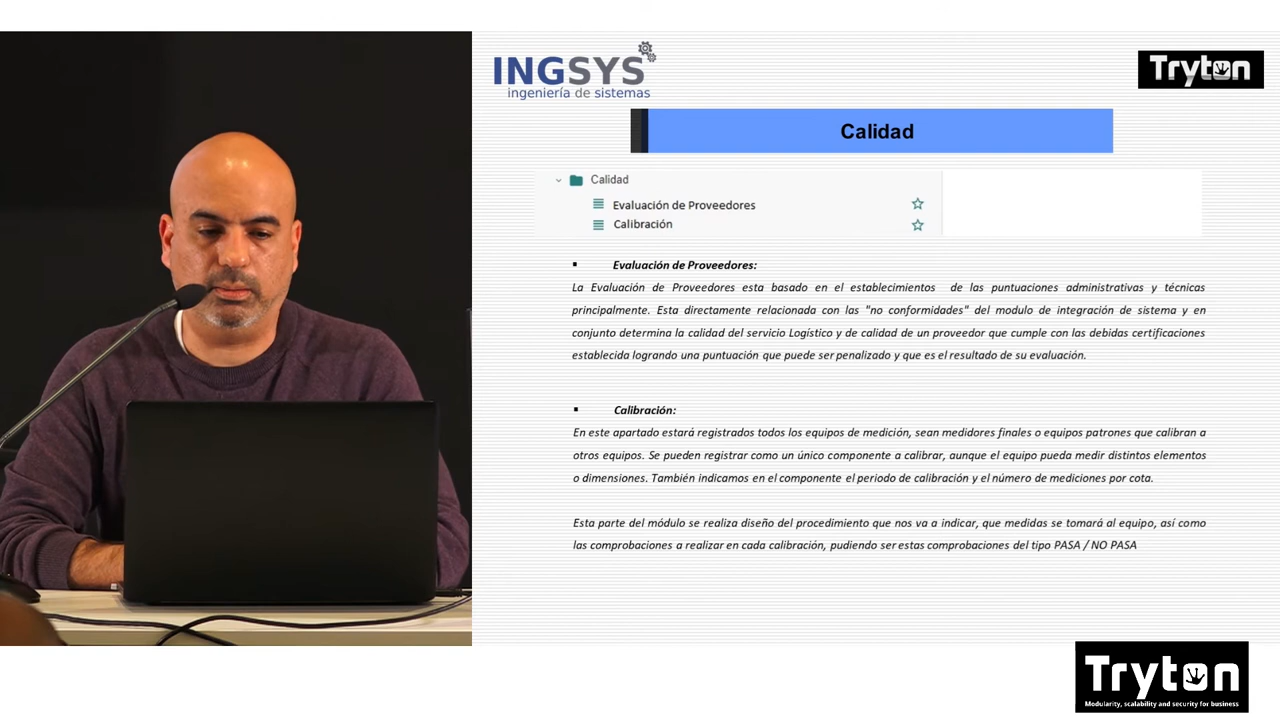 INGSYS
ingeniería de sistemas
Tryton
Calidad
Calidad
Evaluación de Proveedores
Calibración
Evaluación de Proveedores:
La Evaluación de Proveedores esta basado en el establecimientos de las puntuaciones administrativas y técnicas
principalmente. Esta directamente relacionada con las "no conformidades" del modulo de integración de sistema y en
conjunto determina la calidad del servicio Logístico y de calidad de un proveedor que cumple con las debidas certificaciones
establecida logrando una puntuación que puede ser penalizado y que es el resultado de su evaluación.
Calibración:
En este apartado estará registrados todos los equipos de medición, sean medidores finales o equipos patrones que calibran a
otros equipos. Se pueden registrar como un único componente a calibrar, aunque el equipo pueda medir distintos elementos
o dimensiones. También indicamos en el componente el periodo de calibración y el número de mediciones por cota.
Esta parte del módulo se realiza diseño del procedimiento que nos va a indicar, que medidas se tomará al equipo, así como
las comprobaciones a realizar en cada calibración, pudiendo ser estas comprobaciones del tipo PASA / NO PASA
Tryton
Modularity, scalability and security for business